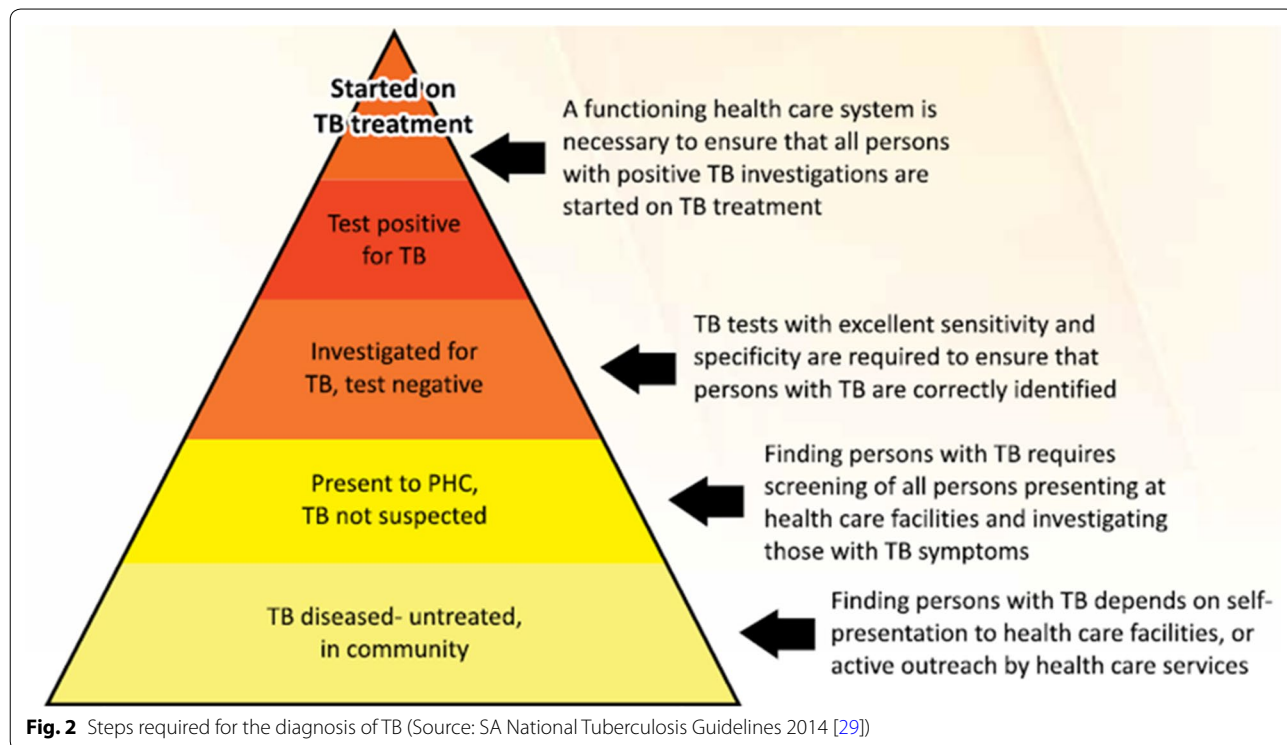 Started on
TB treatment
A functioning health care system is
necessary to ensure that all persons
with positive TB investigations are
started on TB treatment
Test positive
for TB
TB tests with excellent sensitivity and
specificity are required to ensure that
persons with TB are correctly identified
Investigated for
TB, test negative
Finding persons with TB requires
screening of all persons presenting at
health care facilities and investigating
those with TB symptoms
Present to PHC,
TB not suspected
Finding persons with TB depends on self-
presentation to health care facilities, or
active outreach by health care services
TB diseased- untreated,
in community
Fig. 2 Steps required for the diagnosis of TB (Source: SA National Tuberculosis Guidelines 2014 [29])